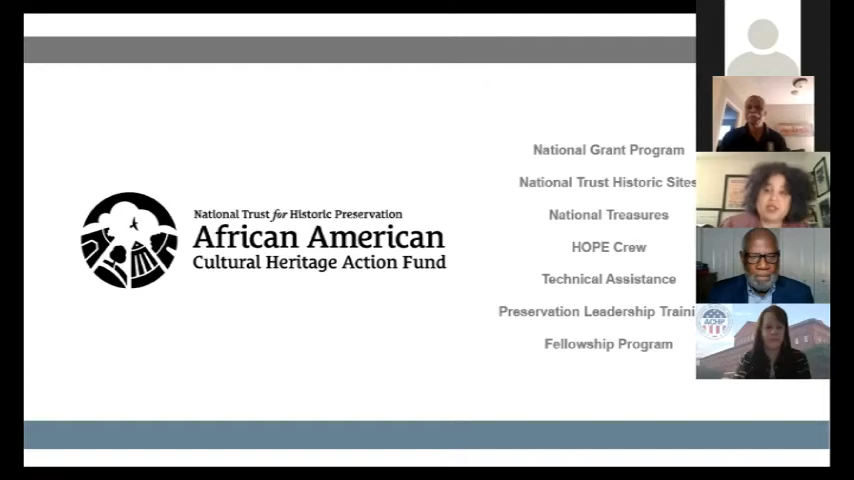 National Trust for Historic Preservation
African American
Cultural Heritage Action Fund
National Grant Program
National Trust Historic Sites
National Treasures
HOPE Crew
Technical Assistance
Preservation Leadership Traini
Fellowship Program
ACHP